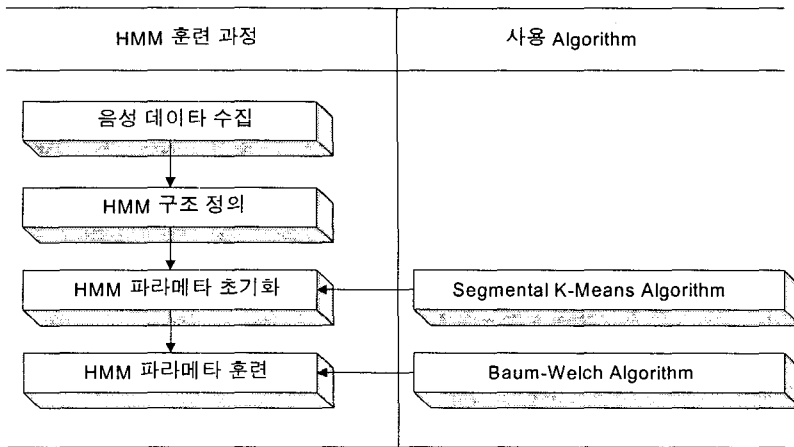 HMM 훈련 과정
사용 Algorithm
음성 데이타 수집
HMM 구조 정의
HMM 파라메타 초기화
Segmental K-Means Algorithm
HMM 파라메타 훈련
Baum-Welch Algorithm